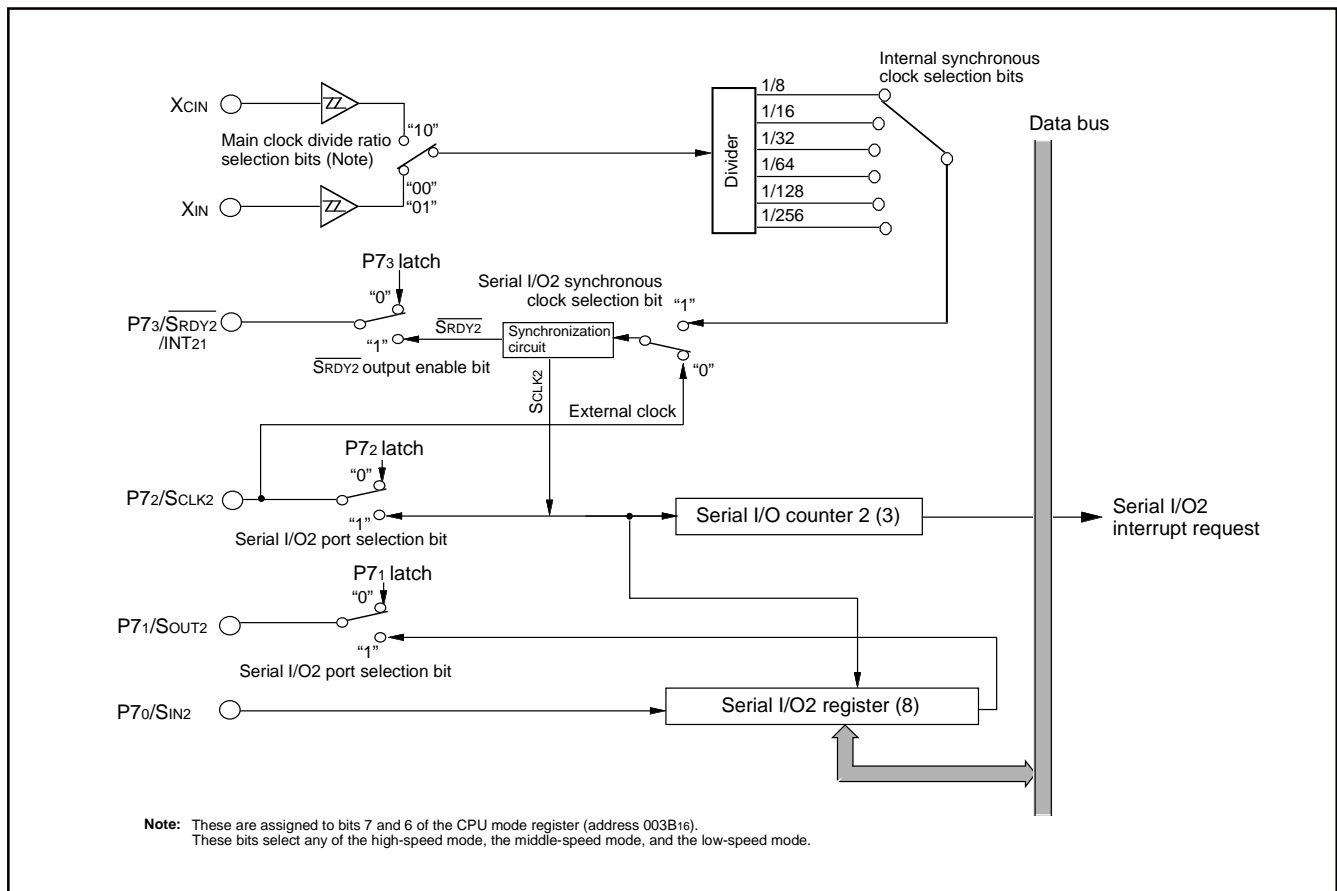 XCIN
Main clock divide ratio
selection bits (Note)
“10”
“00”
“01”
XIN
Internal synchronous
clock selection bits
Divider
1/8
1/16
1/32
1/64
1/128
1/256
Data bus
P73 latch
“0”
P73/SRDY2
/INT21
“1”
SRDY2
SRDY2 output enable bit
Serial I/O2 synchronous
clock selection bit
“1”
Synchronization
circuit
“0”
SCLK2
External clock
P72 latch
“0”
P72/SCLK2
“1”
Serial I/O2 port selection bit
Serial I/O counter 2 (3)
Serial I/O2
interrupt request
P71 latch
“0”
P71/SOUT2
“1”
Serial I/O2 port selection bit
P70/SIN2
Serial I/O2 register (8)
Note: These are assigned to bits 7 and 6 of the CPU mode register (address 003B16).
These bits select any of the high-speed mode, the middle-speed mode, and the low-speed mode.